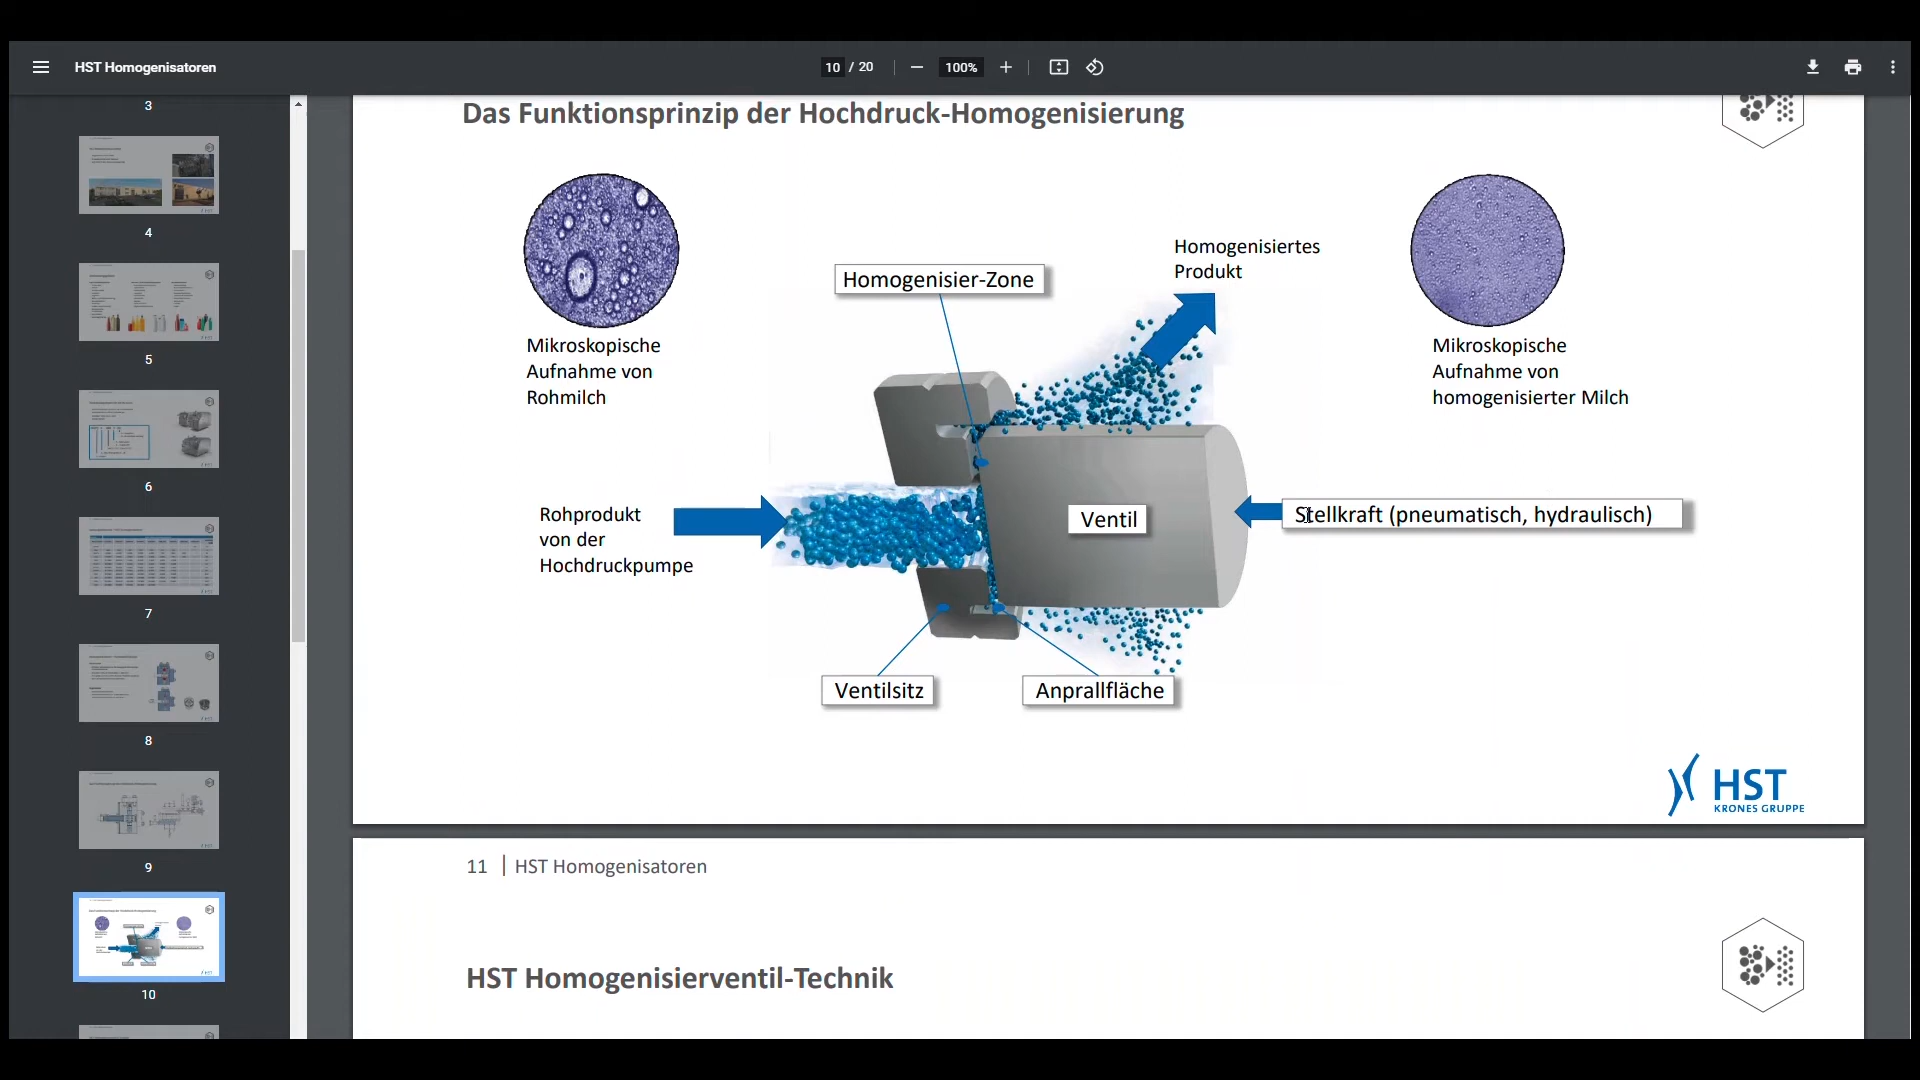 HST Homogenisatoren
10 / 20
100%
3
4
5
6
7
8
9
10
Das Funktionsprinzip der Hochdruck-Homogenisierung
Mikroskopische
Aufnahme von
Rohmilch
Homogenisier-Zone
Homogenisiertes
Produkt
Mikroskopische
Aufnahme von
homogenisierter Milch
Rohprodukt
von der
Hochdruckpumpe
Ventil
Stellkraft (pneumatisch, hydraulisch)
Ventilsitz
Anprallfläche
HST
KRONES GRUPPE
11 | HST Homogenisatoren
HST Homogenisierventil-Technik